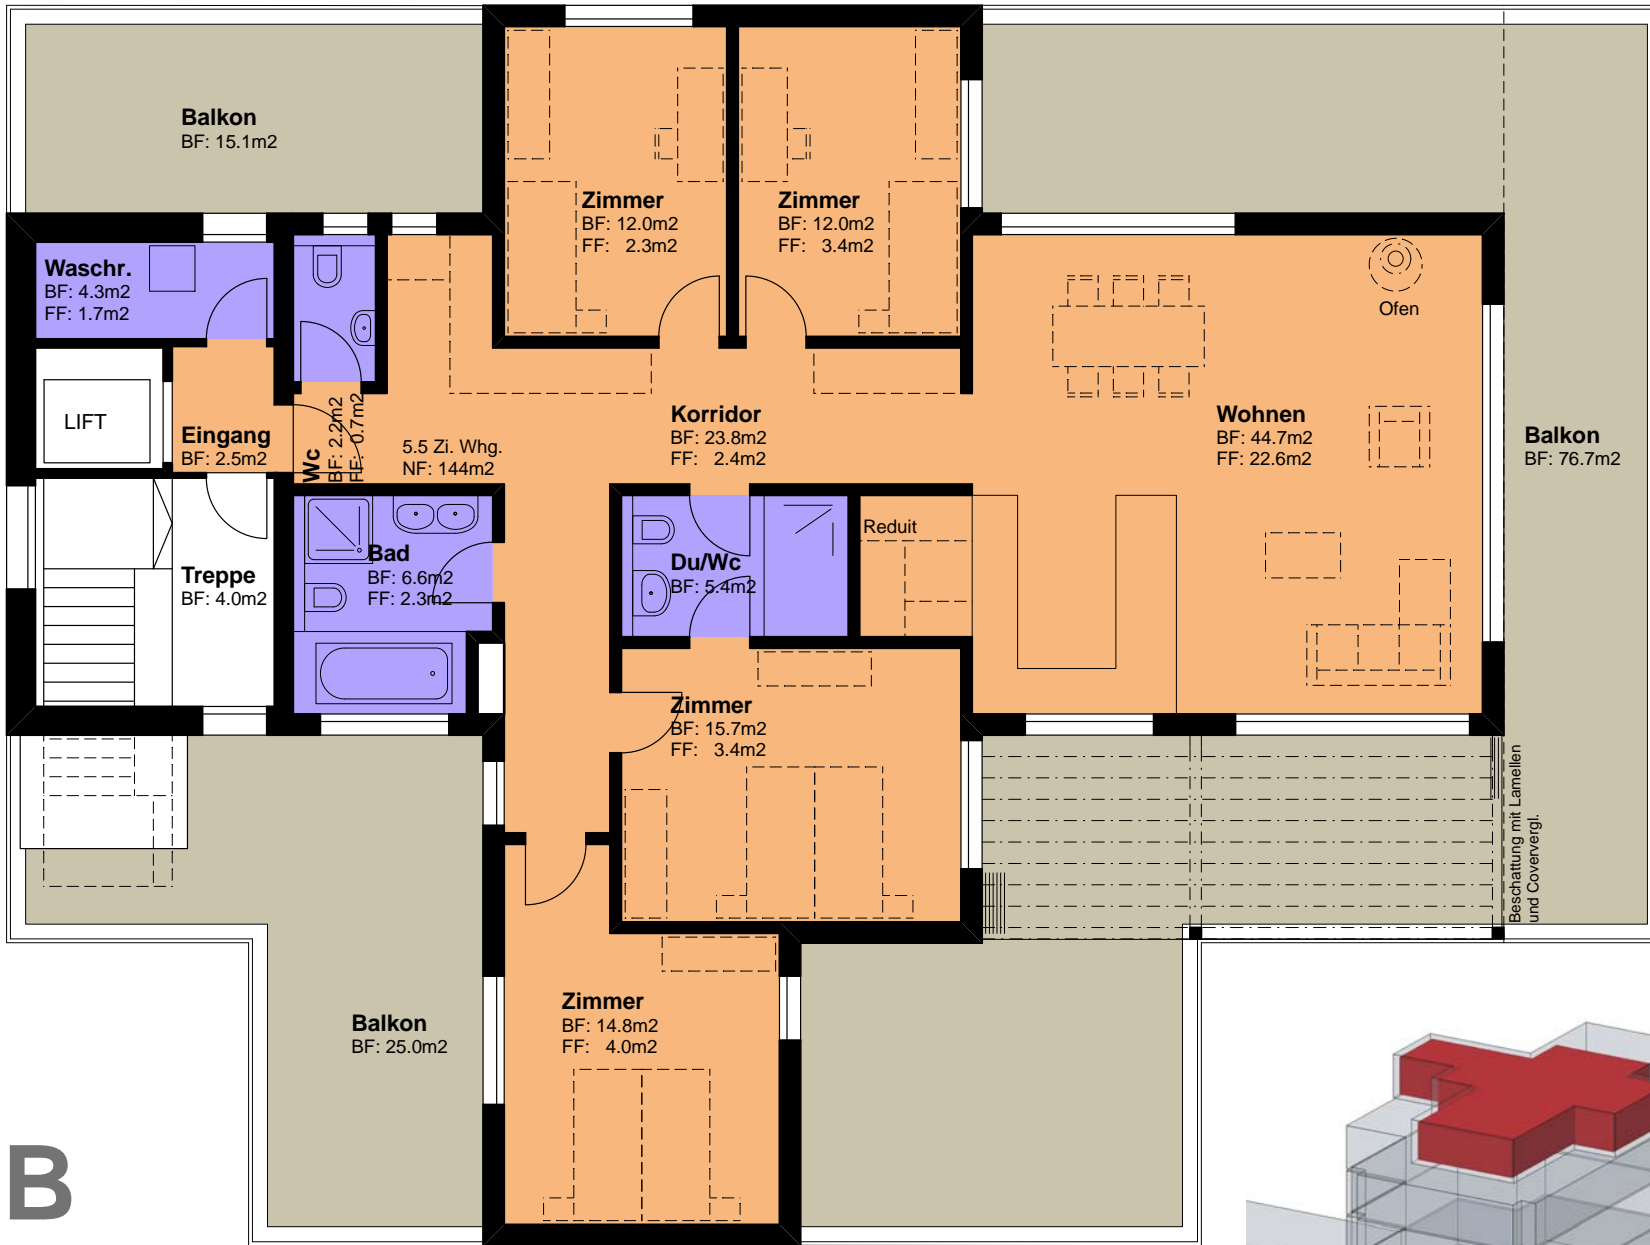 Balkon
BF: 15.1m2
Zimmer
BF: 12.0m2
FF: 2.3m2
Zimmer
BF: 12.0m2
FF: 3.4m2
Waschr.
BF: 4.3m2
FF: 1.7m2
Ofen
LIFT
Eingang
BF: 2.5m2
Wc
BF: 2.2m2
FF: 0.7m2
5.5 Zi. Whg.
NF: 144m2
Korridor
BF: 23.8m2
FF: 2.4m2
Wohnen
BF: 44.7m2
FF: 22.6m2
Balkon
BF: 76.7m2
Reduit
Bad
BF: 6.6m2
FF: 2.3m2
Du/Wc
BF: 5.4m2
Treppe
BF: 4.0m2
Zimmer
BF: 15.7m2
FF: 3.4m2
Beschattung mit Lamellen
und Coververgl.
Zimmer
BF: 14.8m2
FF: 4.0m2
Balkon
BF: 25.0m2
B